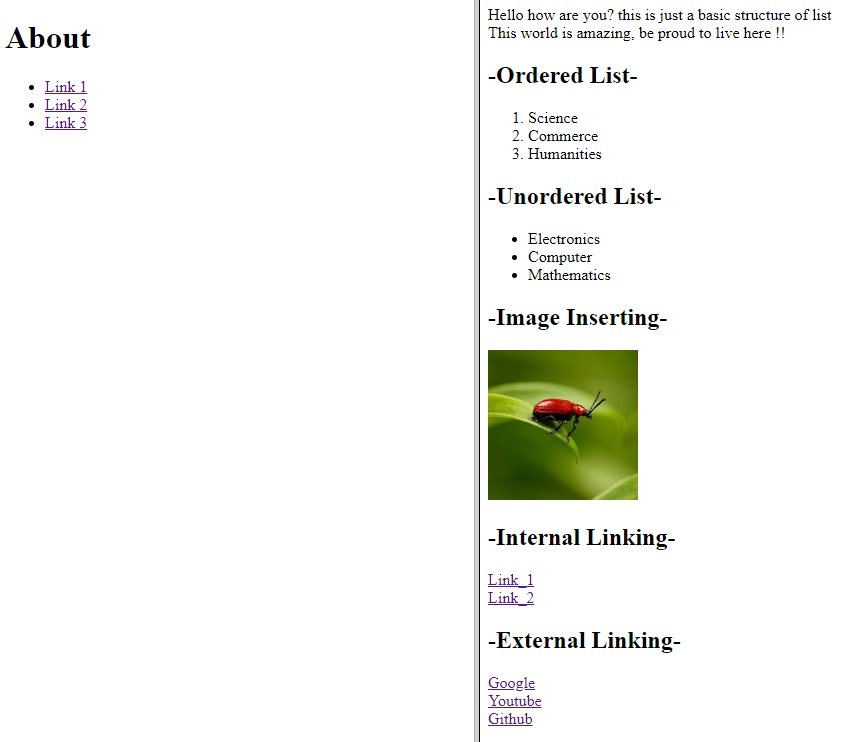 About
Link 1
Link 2
Link 3
Hello how are you? this is just a basic structure of list
This world is amazing, be proud to live here !!
-Ordered List-
1. Science
2. Commerce
3. Humanities
-Unordered List-
Electronics
Computer
Mathematics
-Image Inserting-
-Internal Linking-
Link_1
Link_2
-External Linking-
Google
Youtube
Github